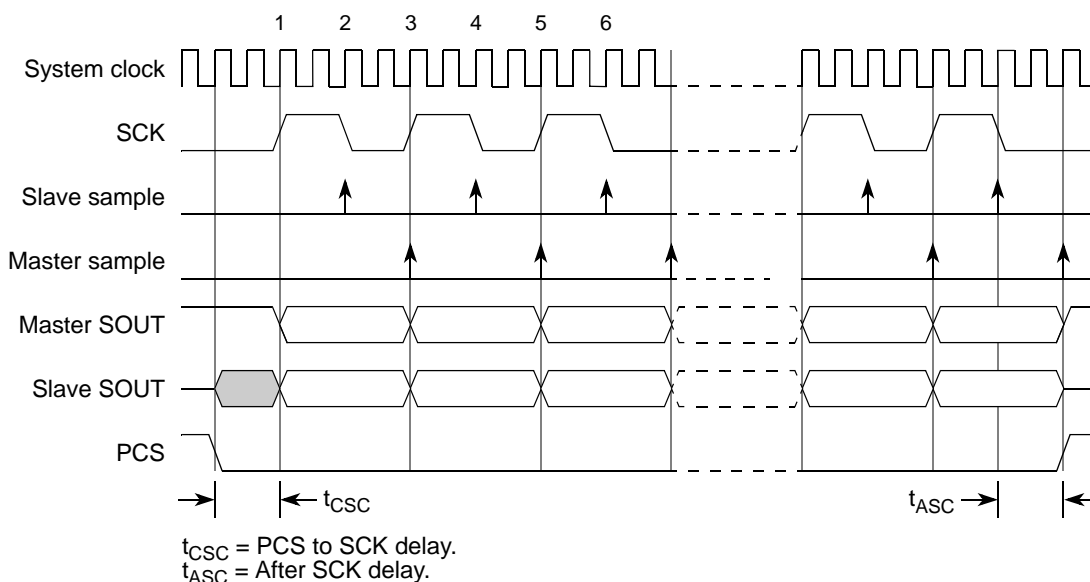 1 2 3 4 5 6
System clock
SCK
Slave sample
Master sample
Master SOUT
Slave SOUT
PCS
tCSC
tASC
tCSC = PCS to SCK delay.
tASC = After SCK delay.